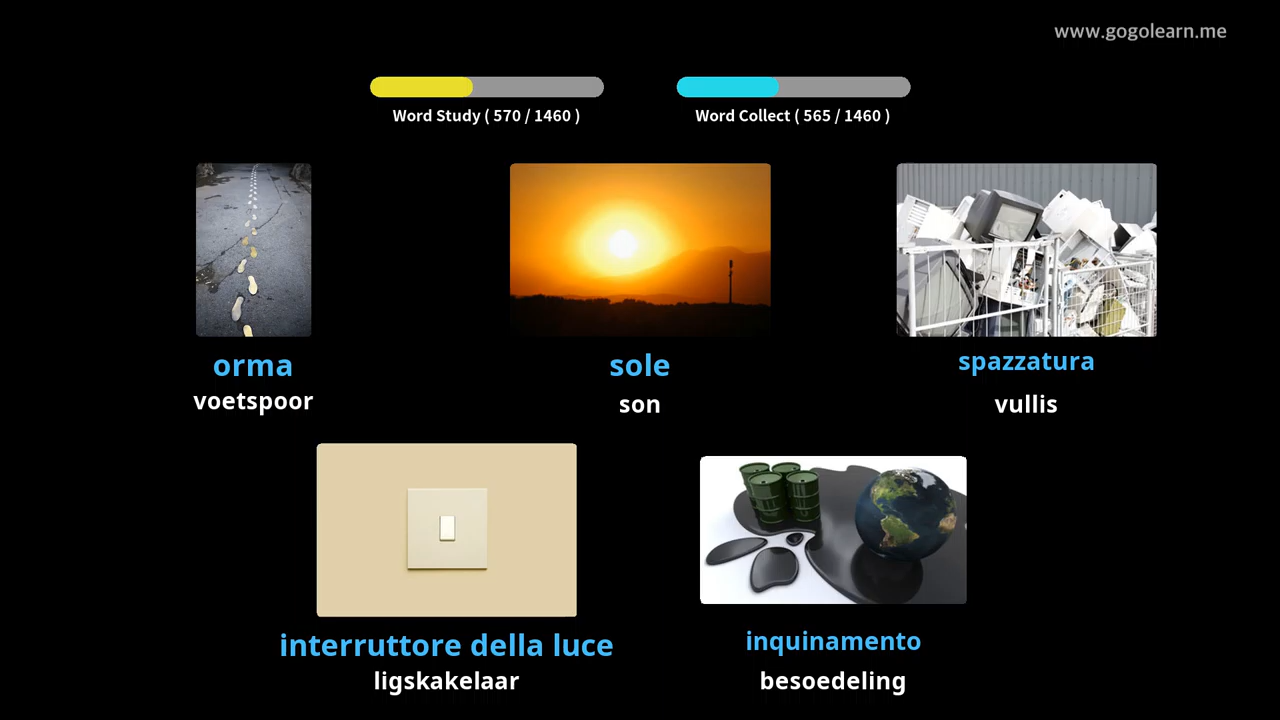 www.gogolearn.me
Word Study ( 570 / 1460 )
Word Collect ( 565 / 1460 )
orma
voetspoor
sole
son
spazzatura
vullis
interruttore della luce
ligskakelaar
inquinamento
besoedeling